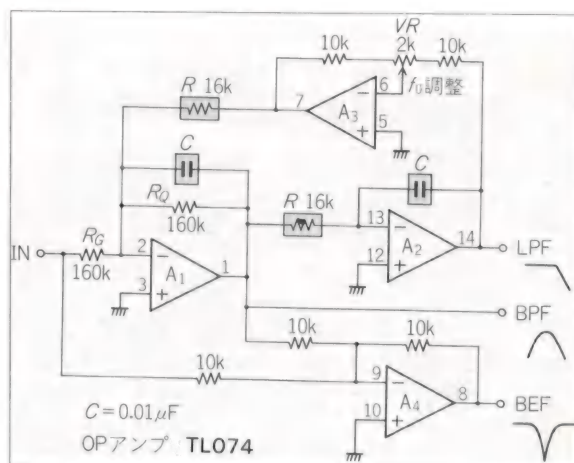 VR
10k
2k
10k
R 16k
7
6
5
A3
f0調整
C
RQ
160k
R 16k
C
IN
RG
160k
2
3
A1
1
13
12
A2
14
LPF
BPF
10k
10k
10k
9
10
A4
8
BEF
C=0.01μF
OPアンプ TL074